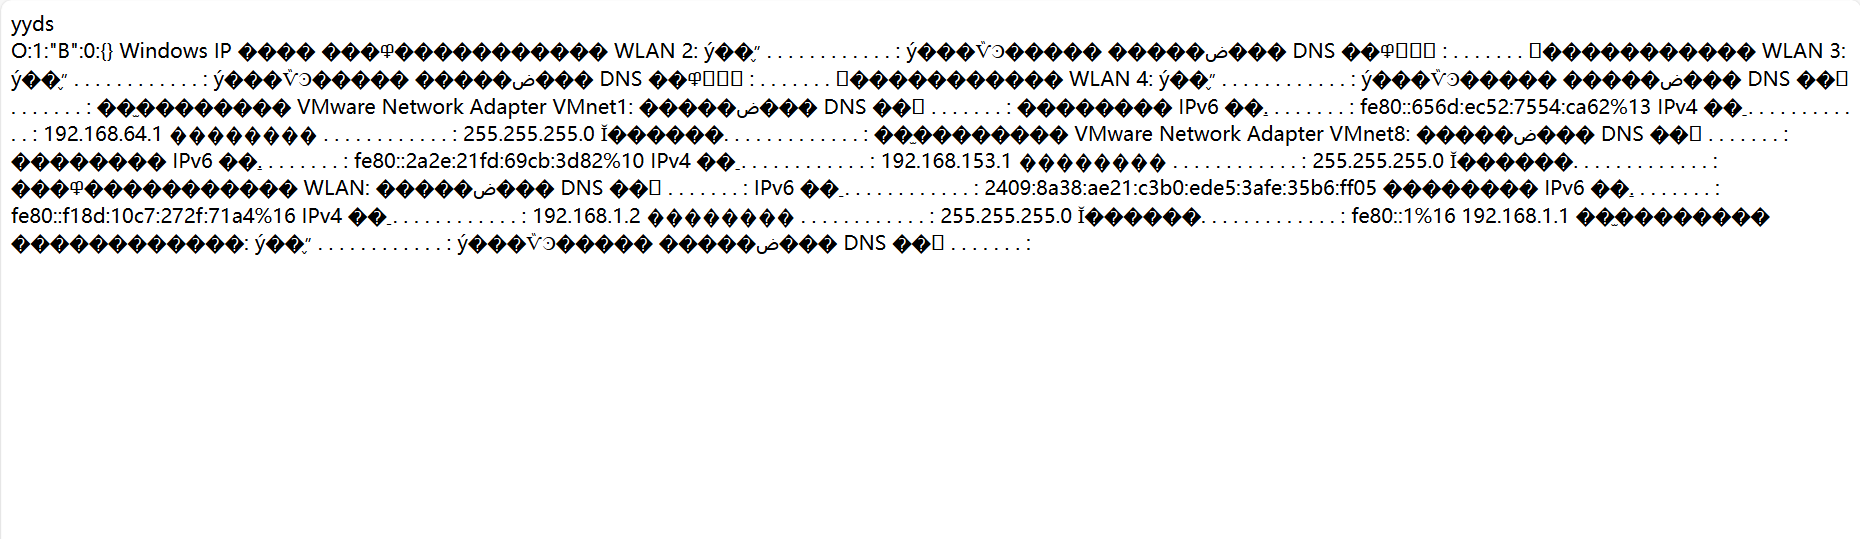 yyds
O:1:"B":0:{} Windows IP ���� ���ߐ����������� WLAN 2: ý��״̬ . . . . . . . . . . . . : ý���ѶϿ����� �����ض��� DNS ��׺ . . . . . . . : ���������� WLAN 3:
ý��״̬ . . . . . . . . . . . . : ý���ѶϿ����� �����ض��� DNS ��׺ . . . . . . . : ���������� WLAN 4: ý��״̬ . . . . . . . . . . . . : ý���ѶϿ����� �����ض��� DNS ��׺
. . . . . . . . : ��̫�������� VMware Network Adapter VMnet1: �����ض��� DNS ��׺ . . . . . . . : �������� IPv6 ��ַ. . . . . . . . : fe80::656d:ec52:7554:ca62%13 IPv4 ��ַ . . . . . . . . . . .
. . : 192.168.64.1 �������� . . . . . . . . . . . . : 255.255.255.0 Ĭ������. . . . . . . . . . . . . : ��̫�������� VMware Network Adapter VMnet8: �����ض��� DNS ��׺ . . . . . . . :
�������� IPv6 ��ַ. . . . . . . . : fe80::2a2e:21fd:69cb:3d82%10 IPv4 ��ַ . . . . . . . . . . . . : 192.168.153.1 �������� . . . . . . . . . . . . : 255.255.255.0 Ĭ������. . . . . . . . . . . . . :
���������� WLAN: �����ض��� DNS ��׺ . . . . . . . : IPv6 ��ַ . . . . . . . . . . . . : 2409:8a38:ae21:c3b0:ede5:3afe:35b6:ff05 �������� IPv6 ��ַ. . . . . . . . :
fe80::f18d:10c7:272f:71a4%16 IPv4 ��ַ . . . . . . . . . . . . : 192.168.1.2 �������� . . . . . . . . . . . . : 255.255.255.0 Ĭ������. . . . . . . . . . . . . : fe80::1%16 192.168.1.1 ��̫��������
������������: ý��״̬ . . . . . . . . . . . . : ý���ѶϿ����� �����ض��� DNS ��׺ . . . . . . . :